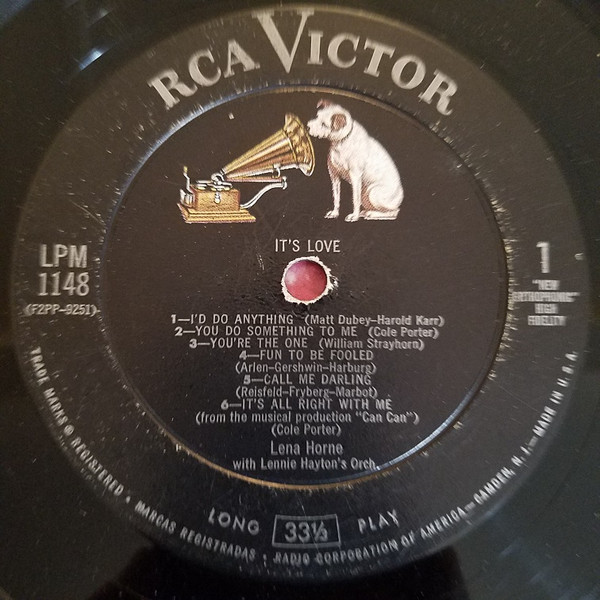 RCA VICTOR
IT'S LOVE
LPM
1148
(F2PP-9251)
1
"NEW
ORTHOPHONIC"
HIGH
FIDELITY
1—I'D DO ANYTHING (Matt Dubey–Harold Karr)
2—YOU DO SOMETHING TO ME (Cole Porter)
3—YOU'RE THE ONE (William Strayhorn)
4—FUN TO BE FOOLED
(Arlen–Gershwin–Harburg)
5—CALL ME DARLING
(Reisfeld–Fryberg–Marbot)
6—IT'S ALL RIGHT WITH ME
(from the musical production "Can Can")
(Cole Porter)
Lena Horne
with Lennie Hayton's Orch.
LONG 33⅓ PLAY
TRADE MARKS ® REGISTERED • MARCAS REGISTRADAS • RADIO CORPORATION OF AMERICA—CAMDEN, N. J.—MADE IN U.S.A.